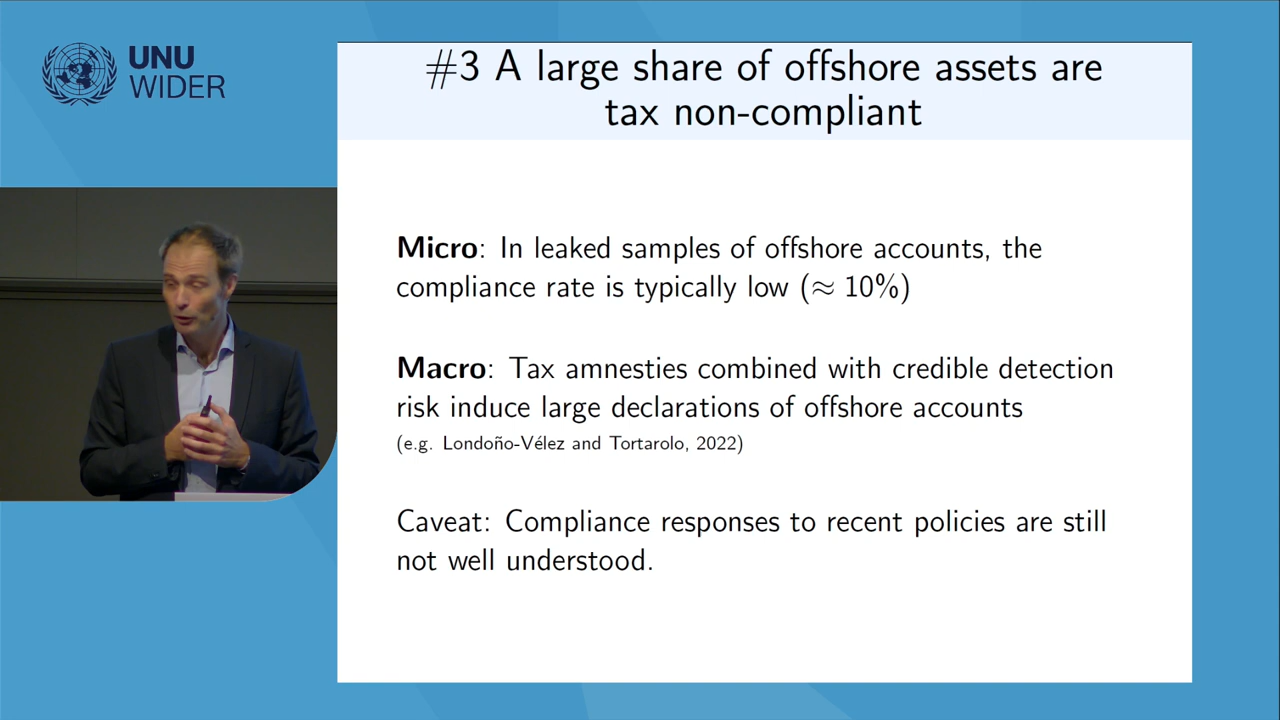 UNU
WIDER
#3 A large share of offshore assets are
tax non-compliant
Micro: In leaked samples of offshore accounts, the
compliance rate is typically low (≈ 10%)
Macro: Tax amnesties combined with credible detection
risk induce large declarations of offshore accounts
(e.g. Londoño-Vélez and Tortarolo, 2022)
Caveat: Compliance responses to recent policies are still
not well understood.